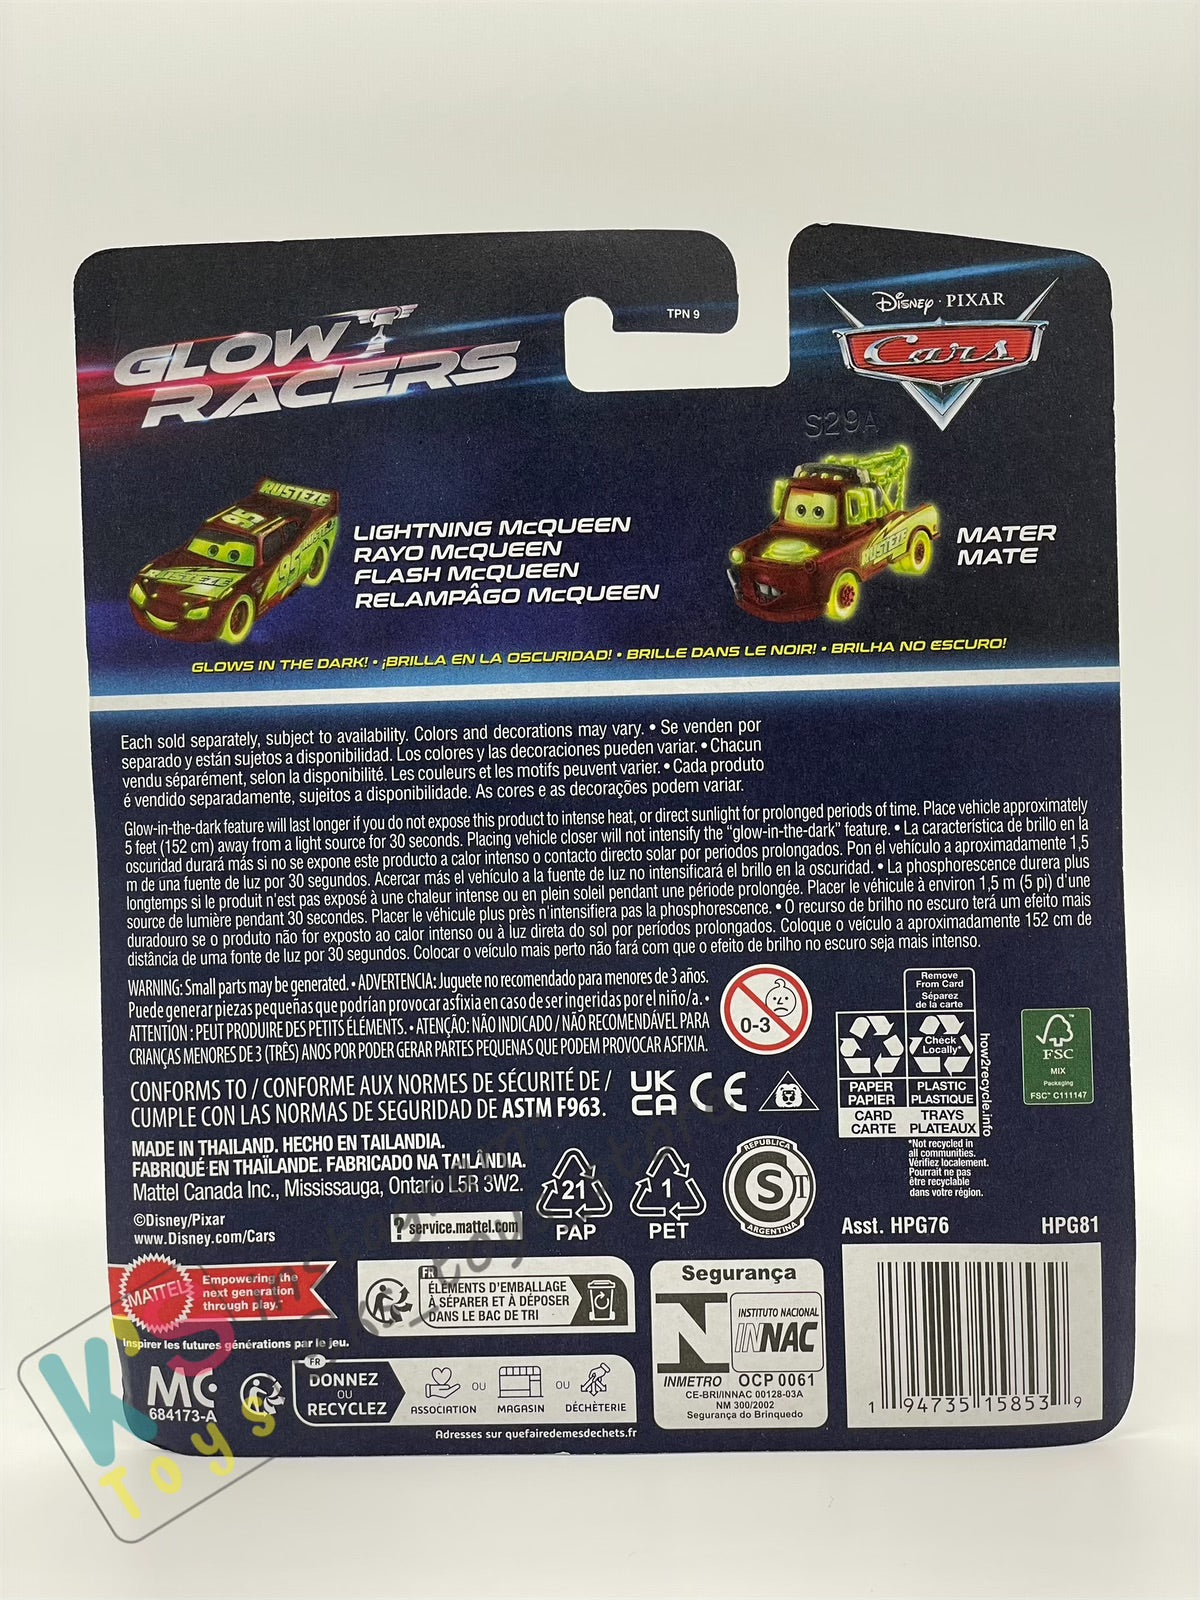 TPN 9
GLOW
RACERS
Disney · PIXAR
Cars
S29A
RUSTEZE
95
95
RUSTEZE
LIGHTNING McQUEEN
RAYO McQUEEN
FLASH McQUEEN
RELAMPÂGO McQUEEN
RUSTEZE
MATER
MATE
GLOWS IN THE DARK! • ¡BRILLA EN LA OSCURIDAD! • BRILLE DANS LE NOIR! • BRILHA NO ESCURO!
Each sold separately, subject to availability. Colors and decorations may vary. • Se venden por
separado y están sujetos a disponibilidad. Los colores y las decoraciones pueden variar. • Chacun
vendu séparément, selon la disponibilité. Les couleurs et les motifs peuvent varier. • Cada produto
é vendido separadamente, sujeitos a disponibilidade. As cores e as decorações podem variar.
Glow-in-the-dark feature will last longer if you do not expose this product to intense heat, or direct sunlight for prolonged periods of time. Place vehicle approximately
5 feet (152 cm) away from a light source for 30 seconds. Placing vehicle closer will not intensify the "glow-in-the-dark" feature. • La característica de brillo en la
oscuridad durará más si no se expone este producto a calor intenso o contacto directo solar por periodos prolongados. Pon el vehículo a aproximadamente 1,5
m de una fuente de luz por 30 segundos. Acercar más el vehículo a la fuente de luz no intensificará el brillo en la oscuridad. • La phosphorescence durera plus
longtemps si le produit n'est pas exposé à une chaleur intense ou en plein soleil pendant une période prolongée. Placer le véhicule à environ 1,5 m (5 pi) d'une
source de lumière pendant 30 secondes. Placer le véhicule plus près n'intensifiera pas la phosphorescence. • O recurso de brilho no escuro terá um efeito mais
duradouro se o produto não for exposto ao calor intenso ou à luz direta do sol por períodos prolongados. Coloque o veículo a aproximadamente 152 cm de
distância de uma fonte de luz por 30 segundos. Colocar o veículo mais perto não fará com que o efeito de brilho no escuro seja mais intenso.
WARNING: Small parts may be generated. • ADVERTENCIA: Juguete no recomendado para menores de 3 años.
Puede generar piezas pequeñas que podrían provocar asfixia en caso de ser ingeridas por el niño/a. •
ATTENTION : PEUT PRODUIRE DES PETITS ÉLÉMENTS. • ATENÇÃO: NÃO INDICADO / NÃO RECOMENDÁVEL PARA
CRIANÇAS MENORES DE 3 (TRÊS) ANOS POR PODER GERAR PARTES PEQUENAS QUE PODEM PROVOCAR ASFIXIA.
0-3
Remove
From Card
Séparez
de la carte
Check
Locally*
PAPER
PAPIER
PLASTIC
PLASTIQUE
CARD
CARTE
TRAYS
PLATEAUX
how2recycle.info
*Not recycled in
all communities.
Vérifiez localement.
Pourrait ne pas
être recyclable
dans votre région.
FSC
MIX
Packaging
FSC® C111147
CONFORMS TO / CONFORME AUX NORMES DE SÉCURITÉ DE /
CUMPLE CON LAS NORMAS DE SEGURIDAD DE ASTM F963.
UK
CA
CE
MADE IN THAILAND. HECHO EN TAILANDIA.
FABRIQUÉ EN THAÏLANDE. FABRICADO NA TAILÂNDIA.
Mattel Canada Inc., Mississauga, Ontario L5R 3W2.
©Disney/Pixar
www.Disney.com/Cars
? service.mattel.com
21
PAP
1
PET
REPUBLICA
S
ARGENTINA
Asst. HPG76
HPG81
MATTEL
Empowering the
next generation
through play.™
Inspirer les futures générations par le jeu.
MC
684173-A
FR
ÉLÉMENTS D'EMBALLAGE
À SÉPARER ET À DÉPOSER
DANS LE BAC DE TRI
FR
DONNEZ
OU
RECYCLEZ
ASSOCIATION
OU
MAGASIN
OU
DÉCHÈTERIE
Adresses sur quefairedemesdechets.fr
Segurança
INSTITUTO NACIONAL
INNAC
INMETRO
OCP 0061
CE-BRI/INNAC 00128-03A
NM 300/2002
Segurança do Brinquedo
1 94735 15853 9
KS
Toys